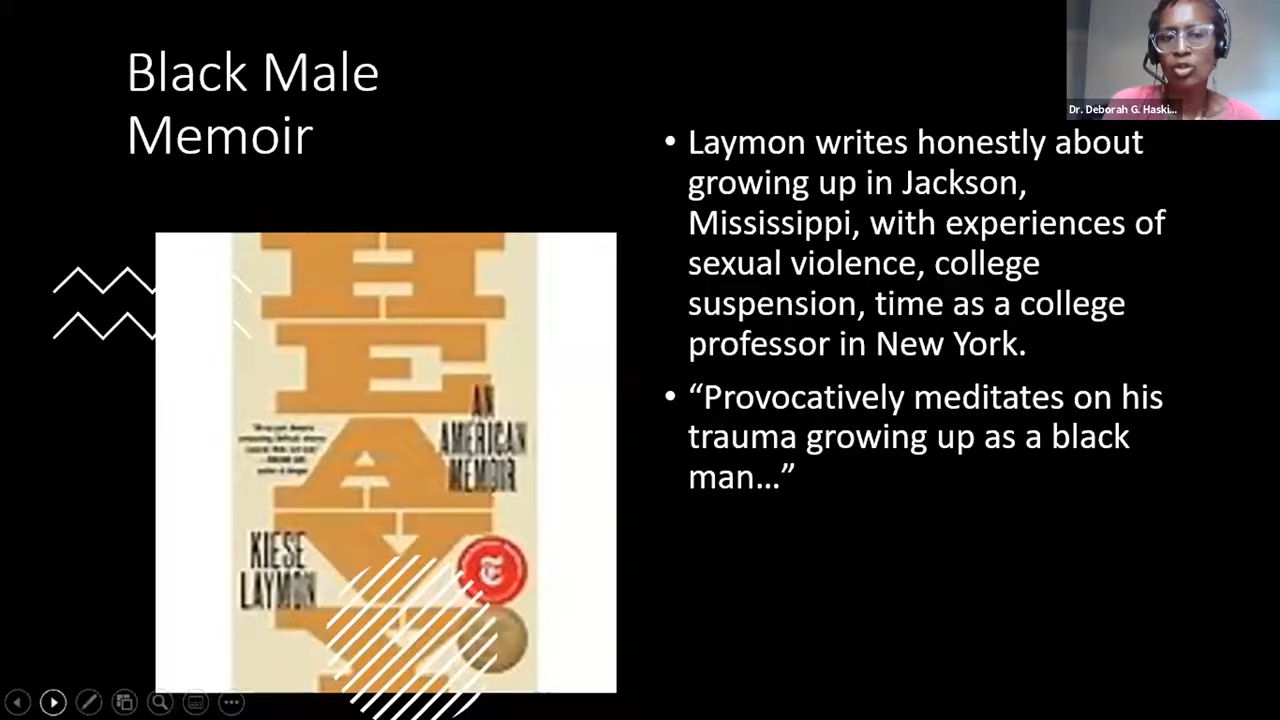 Black Male
Memoir
Dr. Deborah G. Haski...
• Laymon writes honestly about
growing up in Jackson,
Mississippi, with experiences of
sexual violence, college
suspension, time as a college
professor in New York.
• “Provocatively meditates on his
trauma growing up as a black
man…”
HEAVY
AN
AMERICAN
MEMOIR
KIESE
LAYMON
T